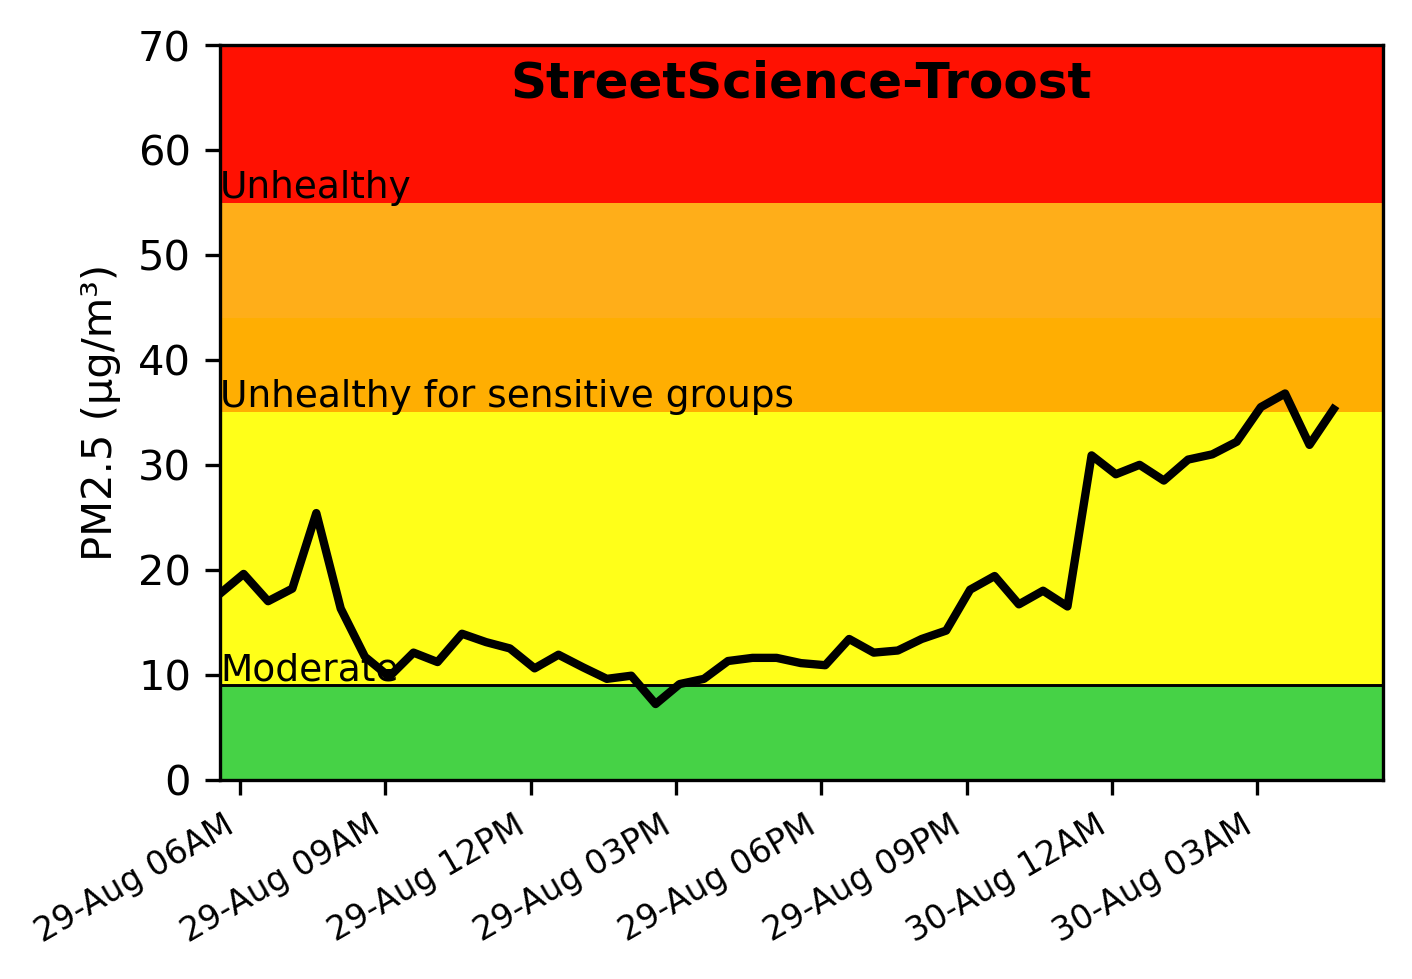 StreetScience-Troost
PM2.5 (µg/m³)
70
60
50
40
30
20
10
0
Unhealthy
Unhealthy for sensitive groups
Moderate
29-Aug 06AM
29-Aug 09AM
29-Aug 12PM
29-Aug 03PM
29-Aug 06PM
29-Aug 09PM
30-Aug 12AM
30-Aug 03AM